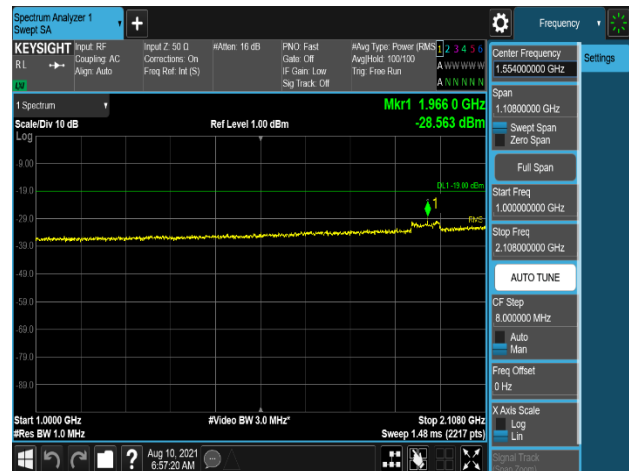 Spectrum Analyzer 1
Swept SA
Frequency
KEYSIGHT
RL
Input: RF
Coupling: AC
Align: Auto
Input Z: 50 Ω
Corrections: On
Freq Ref: Int (S)
#Atten: 16 dB
PNO: Fast
Gate: Off
IF Gain: Low
Sig Track: Off
#Avg Type: Power (RMS
Avg|Hold: 100/100
Trig: Free Run
1 2 3 4 5 6
A W W W W W
A N N N N N
1 Spectrum
Mkr1 1.966 0 GHz
Scale/Div 10 dB
Ref Level 1.00 dBm
-28.563 dBm
Log
-9.00
-19.0
DL1 -19.00 dBm
1
-29.0
RMS
-39.0
-49.0
-59.0
-69.0
-79.0
-89.0
Start 1.0000 GHz
#Video BW 3.0 MHz*
Stop 2.1080 GHz
#Res BW 1.0 MHz
Sweep 1.48 ms (2217 pts)
Aug 10, 2021
6:57:20 AM
Center Frequency
1.554000000 GHz
Settings
Span
1.10800000 GHz
Swept Span
Zero Span
Full Span
Start Freq
1.000000000 GHz
Stop Freq
2.108000000 GHz
AUTO TUNE
CF Step
8.000000 MHz
Auto
Man
Freq Offset
0 Hz
X Axis Scale
Log
Lin
Signal Track
(Span Zoom)